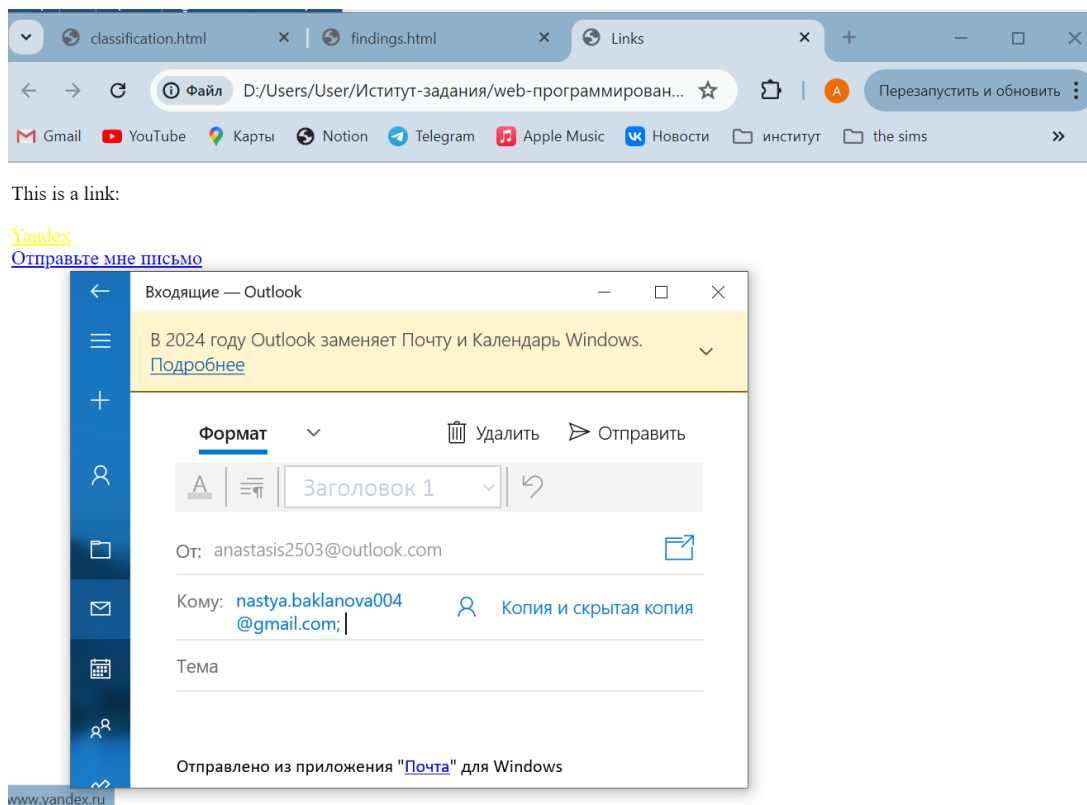 classification.html
findings.html
Links
Файл D:/Users/User/Иститут-задания/web-программирован...
A
Перезапустить и обновить
Gmail YouTube Карты Notion Telegram Apple Music Новости институт the sims »
This is a link:
Yandex
Отправьте мне письмо
Входящие — Outlook
В 2024 году Outlook заменяет Почту и Календарь Windows.
Подробнее
Формат Удалить Отправить
A Заголовок 1
От: anastasis2503@outlook.com
Кому: nastya.baklanova004 Копия и скрытая копия
@gmail.com;
Тема
Отправлено из приложения "Почта" для Windows
www.yandex.ru